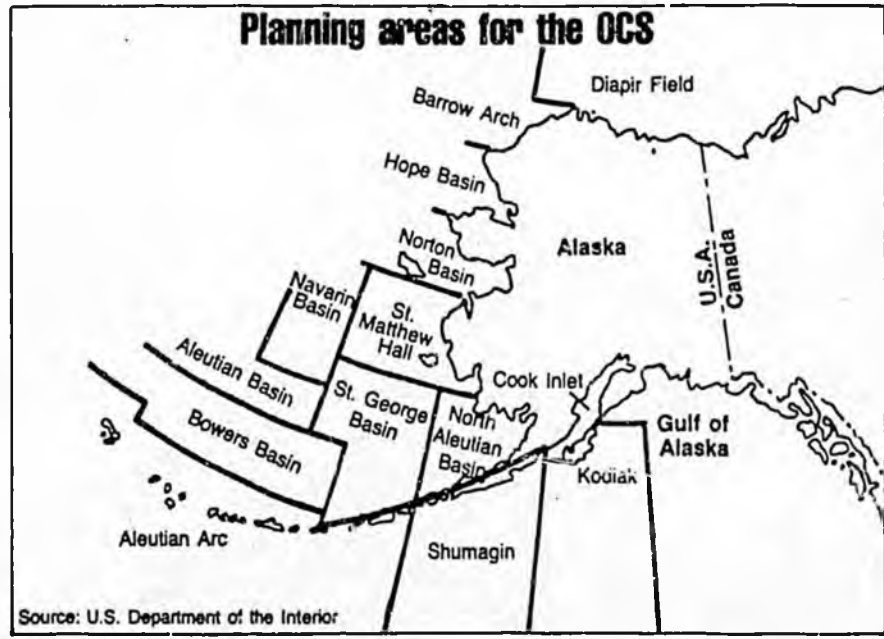 Planning areas for the OCS
Diapir Field
Barrow Arch
Hope Basin
Norton
Basin
Alaska
U.S.A.
Canada
Navarin
Basin
St.
Matthew
Hall
Aleutian Basin
St. George
Basin
Cook Inlet
North
Aleutian
Basin
Gulf of
Alaska
Bowers Basin
Kodiak
Aleutian Arc
Shumagin
Source: U.S. Department of the Interior